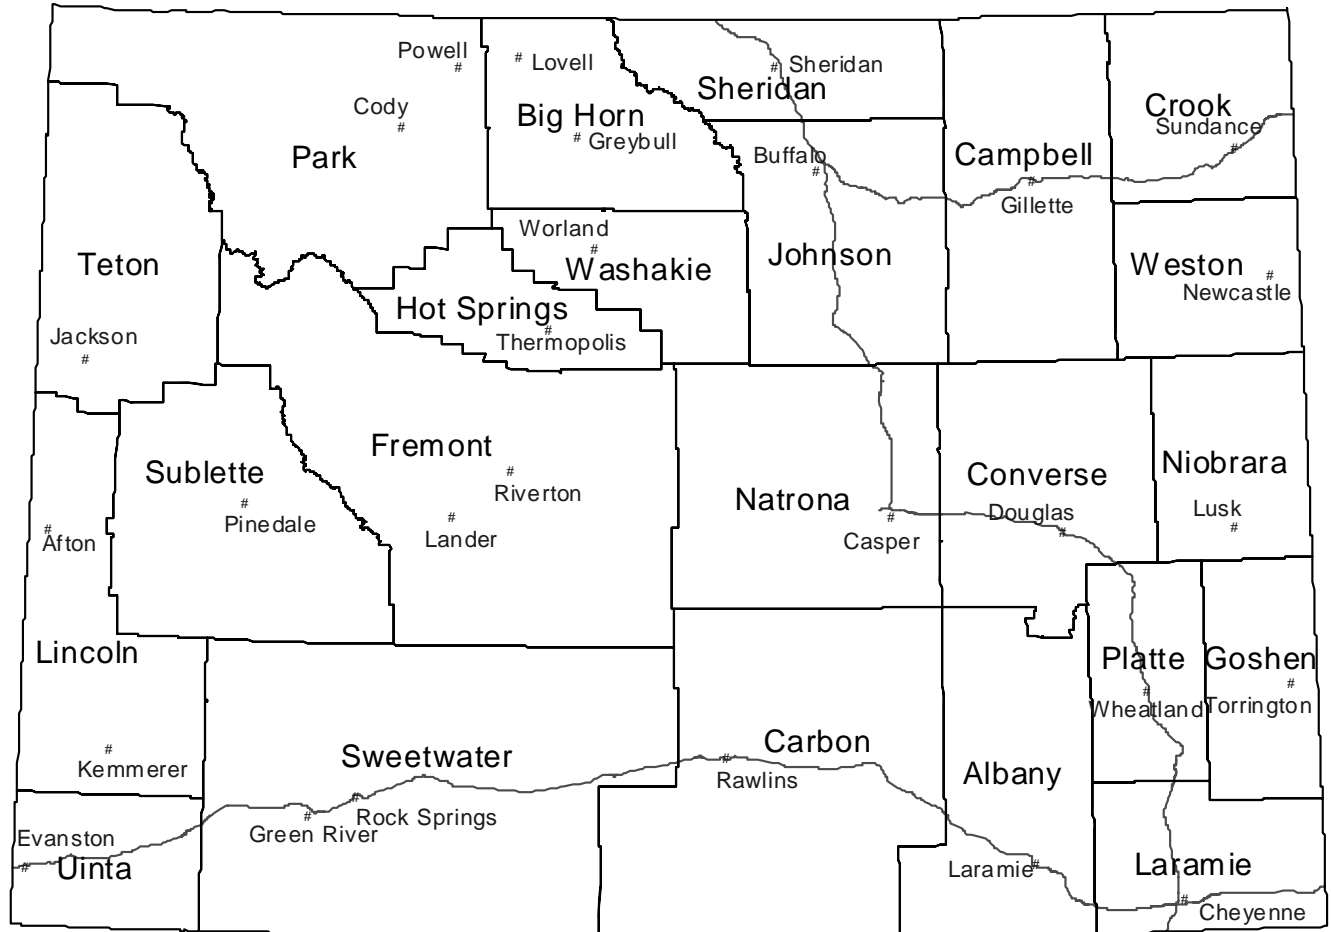 Powell
#
# Lovell
# Sheridan
Sheridan
Cody
#
Big Horn
# Greybull
Crook
Sundance
#
Park
Buffalo
#
Campbell
#
Gillette
Teton
Worland
#
Washakie
Johnson
Weston
#
Newcastle
Hot Springs
#
Thermopolis
Jackson
#
Fremont
#
Riverton
Sublette
#
Pinedale
#
Lander
Natrona
#
Casper
Converse
Douglas
#
Niobrara
Lusk
#
#
Afton
Lincoln
Platte
#
Wheatland
Goshen
#
Torrington
#
Kemmerer
Sweetwater
Carbon
#
Rawlins
Albany
#
Rock Springs
#
Green River
Evanston
#
Uinta
Laramie
#
Laramie
#
Cheyenne